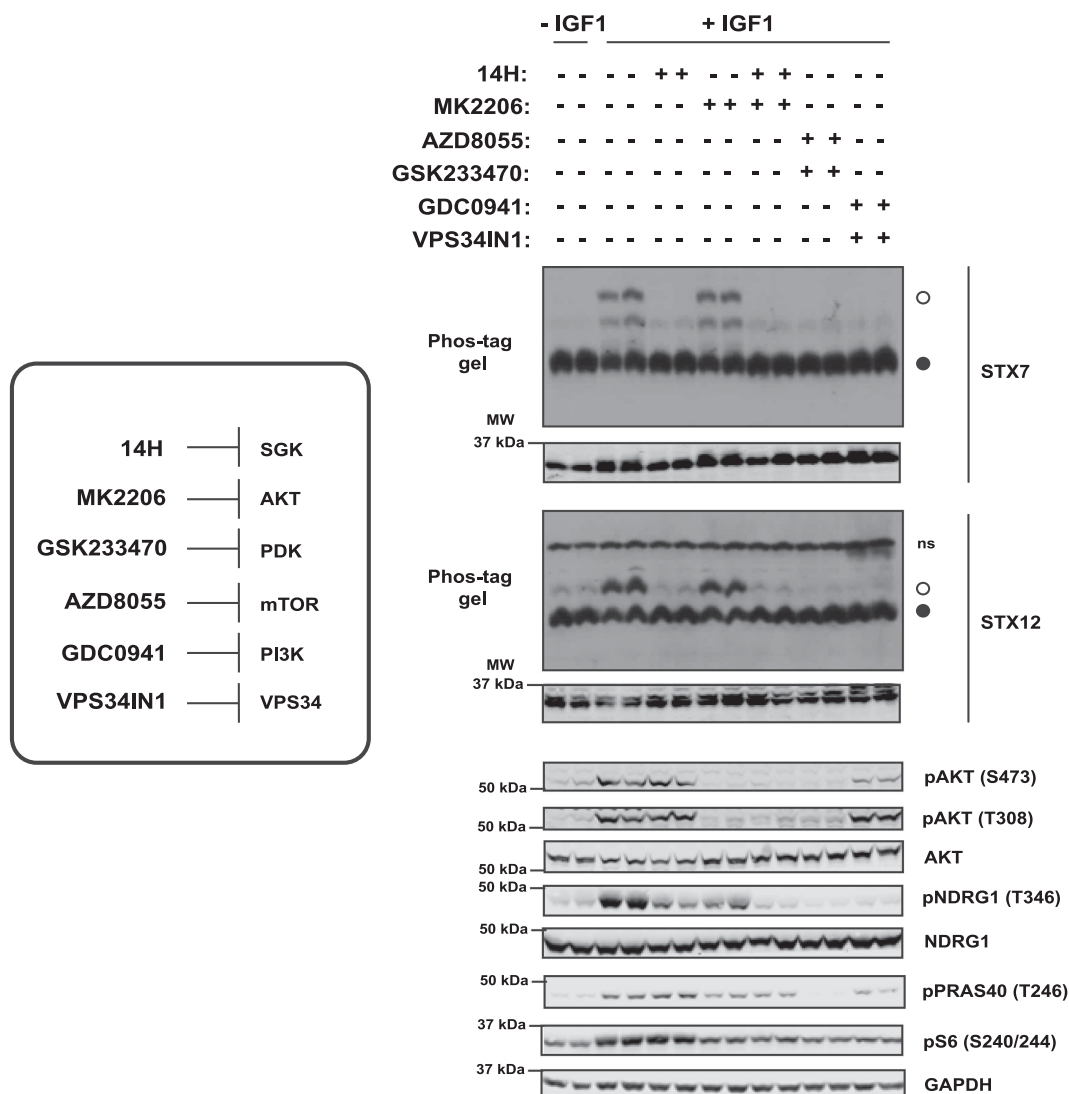 - IGF1 + IGF1
14H: - - - - + + - - + + - - - -
MK2206: - - - - - - + + + + - - - -
AZD8055: - - - - - - - - - - + + - -
GSK233470: - - - - - - - - - - + + - -
GDC0941: - - - - - - - - - - - - + +
VPS34IN1: - - - - - - - - - - - - + +
Phos-tag
gel
STX7
MW
37 kDa
14H SGK
MK2206 AKT
GSK233470 PDK
AZD8055 mTOR
GDC0941 PI3K
VPS34IN1 VPS34
ns
Phos-tag
gel
STX12
MW
37 kDa
pAKT (S473)
50 kDa
pAKT (T308)
50 kDa
AKT
50 kDa
50 kDa
pNDRG1 (T346)
50 kDa
NDRG1
50 kDa
pPRAS40 (T246)
37 kDa
pS6 (S240/244)
37 kDa
GAPDH